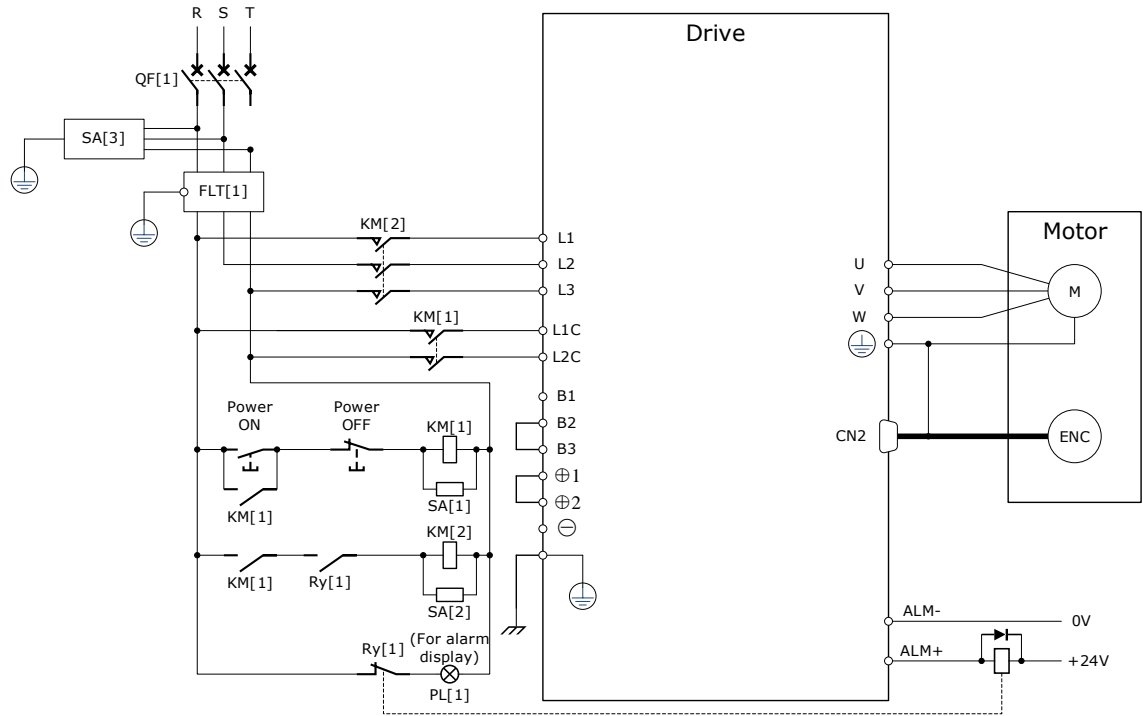 R S T
Drive
QF[1]
SA[3]
FLT[1]
KM[2]
L1
L2
L3
KM[1]
L1C
L2C
Motor
U
V
W
M
B1
B2
B3
CN2
ENC
Power
ON
Power
OFF
KM[1]
SA[1]
KM[1]
⊕1
⊕2
⊖
KM[2]
KM[1]
Ry[1]
SA[2]
Ry[1]
(For alarm
display)
PL[1]
ALM-
0V
ALM+
+24V